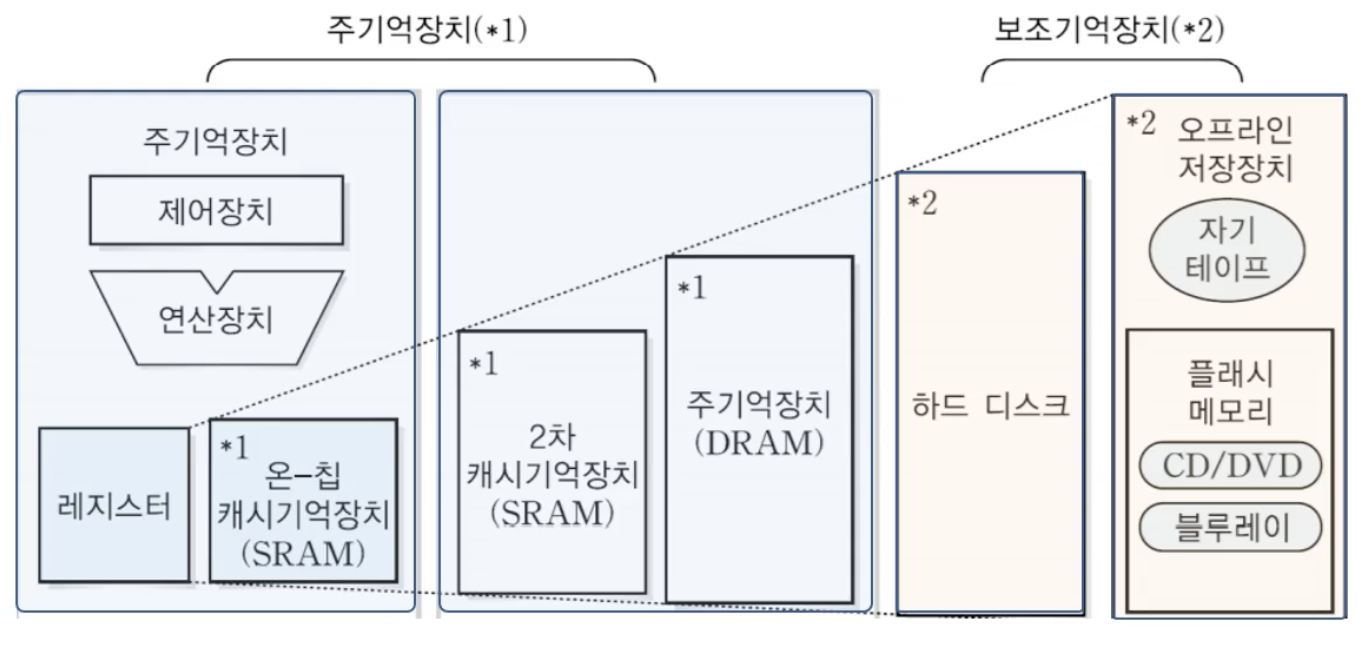 주기억장치(*1)
보조기억장치(*2)
주기억장치
제어장치
연산장치
레지스터
*1
온-칩
캐시기억장치
(SRAM)
*1
2차
캐시기억장치
(SRAM)
*1
주기억장치
(DRAM)
*2
하드 디스크
*2 오프라인
저장장치
자기
테이프
플래시
메모리
CD/DVD
블루레이